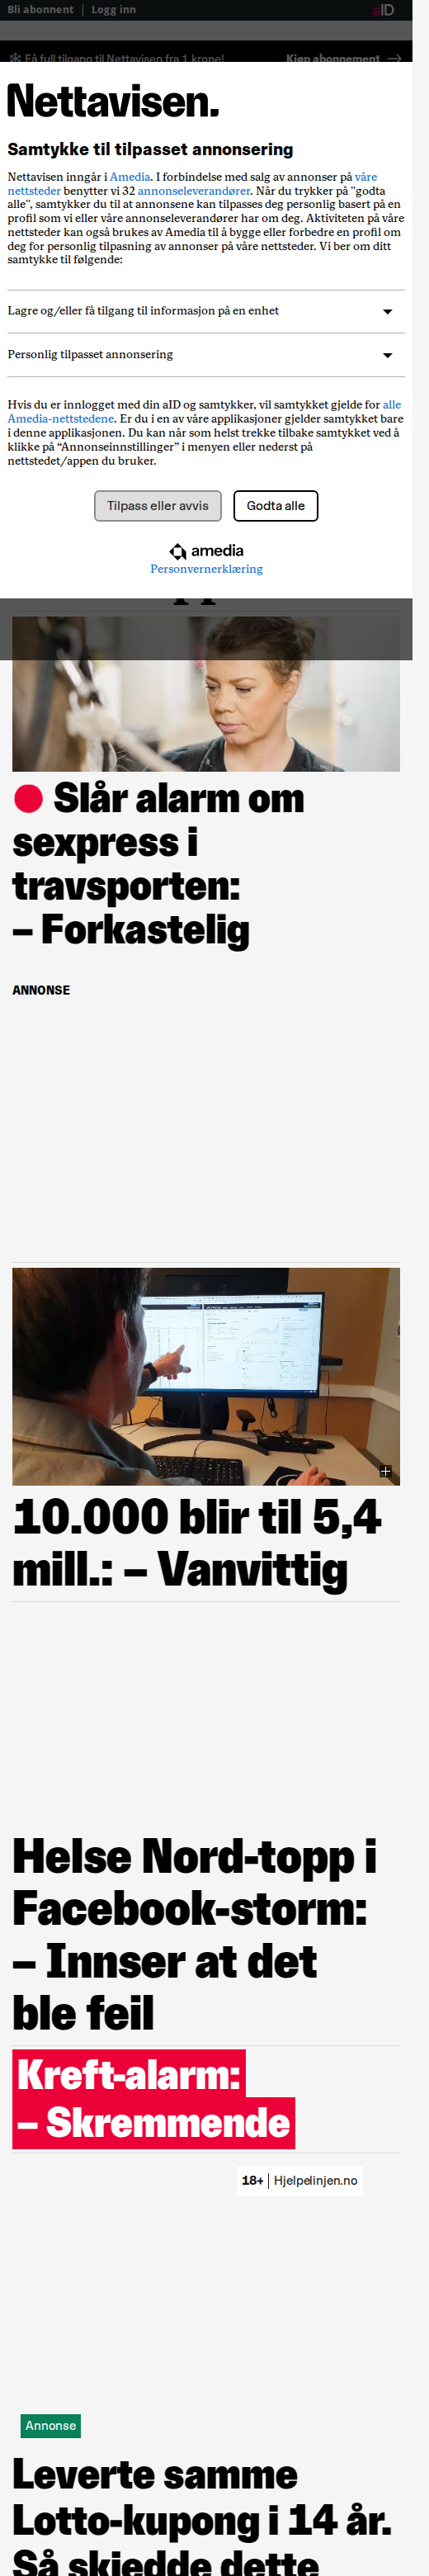 Bli abonnent | Logg inn
aID
Få full tilgang til Nettavisen fra 1 krone!
Kjøp abonnement
Nettavisen.
Samtykke til tilpasset annonsering
Nettavisen inngår i Amedia. I forbindelse med salg av annonser på våre
nettsteder benytter vi 32 annonseleverandører. Når du trykker på "godta
alle", samtykker du til at annonsene kan tilpasses deg personlig basert på en
profil som vi eller våre annonseleverandører har om deg. Aktiviteten på våre
nettsteder kan også brukes av Amedia til å bygge eller forbedre en profil om
deg for personlig tilpasning av annonser på våre nettsteder. Vi ber om ditt
samtykke til følgende:
Lagre og/eller få tilgang til informasjon på en enhet
Personlig tilpasset annonsering
Hvis du er innlogget med din aID og samtykker, vil samtykket gjelde for alle
Amedia-nettstedene. Er du i en av våre applikasjoner gjelder samtykket bare
i denne applikasjonen. Du kan når som helst trekke tilbake samtykket ved å
klikke på “Annonseinnstillinger” i menyen eller nederst på
nettstedet/appen du bruker.
Tilpass eller avvis
Godta alle
amedia
Personvernerklæring
Slår alarm om
sexpress i
travsporten:
– Forkastelig
ANNONSE
10.000 blir til 5,4
mill.: – Vanvittig
Helse Nord-topp i
Facebook-storm:
– Innser at det
ble feil
Kreft-alarm:
– Skremmende
18+ | Hjelpelinjen.no
Annonse
Leverte samme
Lotto-kupong i 14 år.
Så skjedde dette